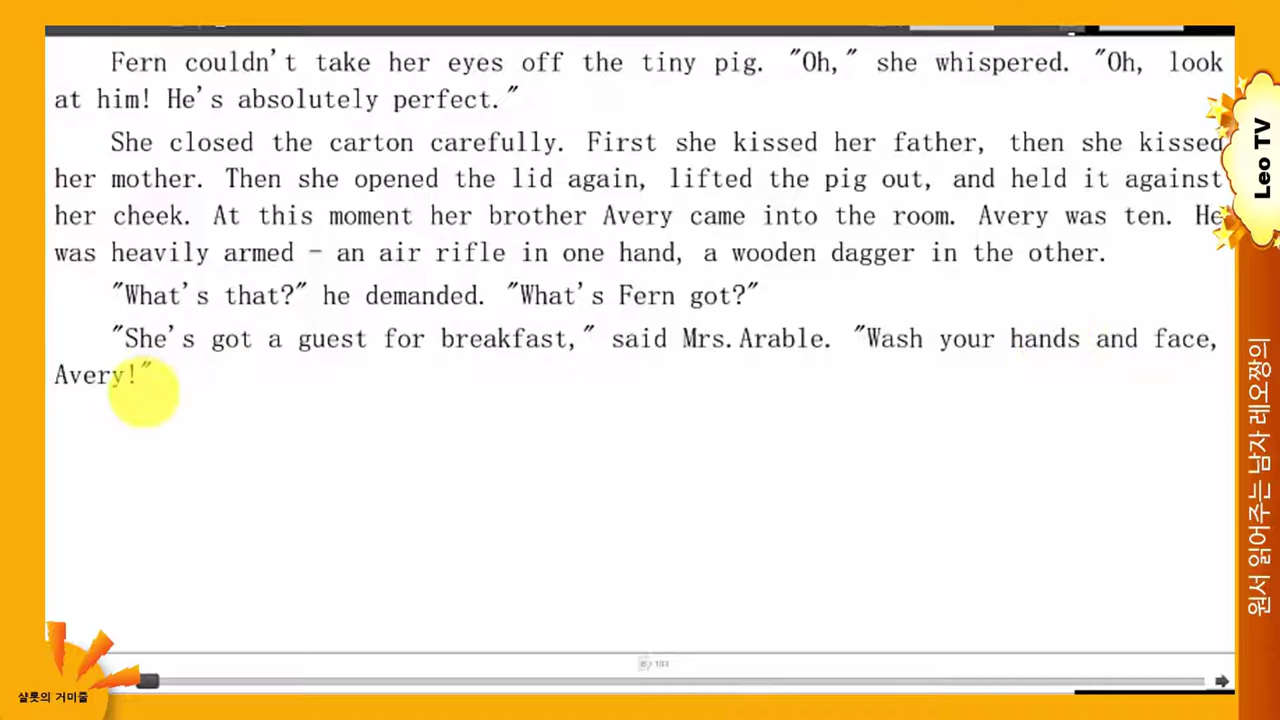 Fern couldn't take her eyes off the tiny pig. "Oh," she whispered. "Oh, look
at him! He's absolutely perfect."
She closed the carton carefully. First she kissed her father, then she kissed
her mother. Then she opened the lid again, lifted the pig out, and held it against
her cheek. At this moment her brother Avery came into the room. Avery was ten. He
was heavily armed - an air rifle in one hand, a wooden dagger in the other.
"What's that?" he demanded. "What's Fern got?"
"She's got a guest for breakfast," said Mrs.Arable. "Wash your hands and face,
Avery!"
Leo TV
원서 읽어주는 남자 레오짱의
샬롯의 거미줄